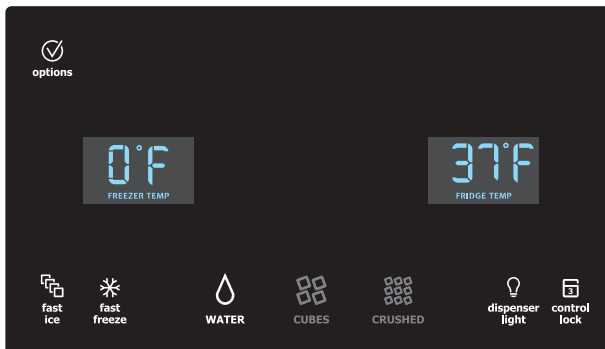 options
0°F
FREEZER TEMP
37°F
FRIDGE TEMP
fast
ice
fast
freeze
WATER
CUBES
CRUSHED
dispenser
light
3
control
lock